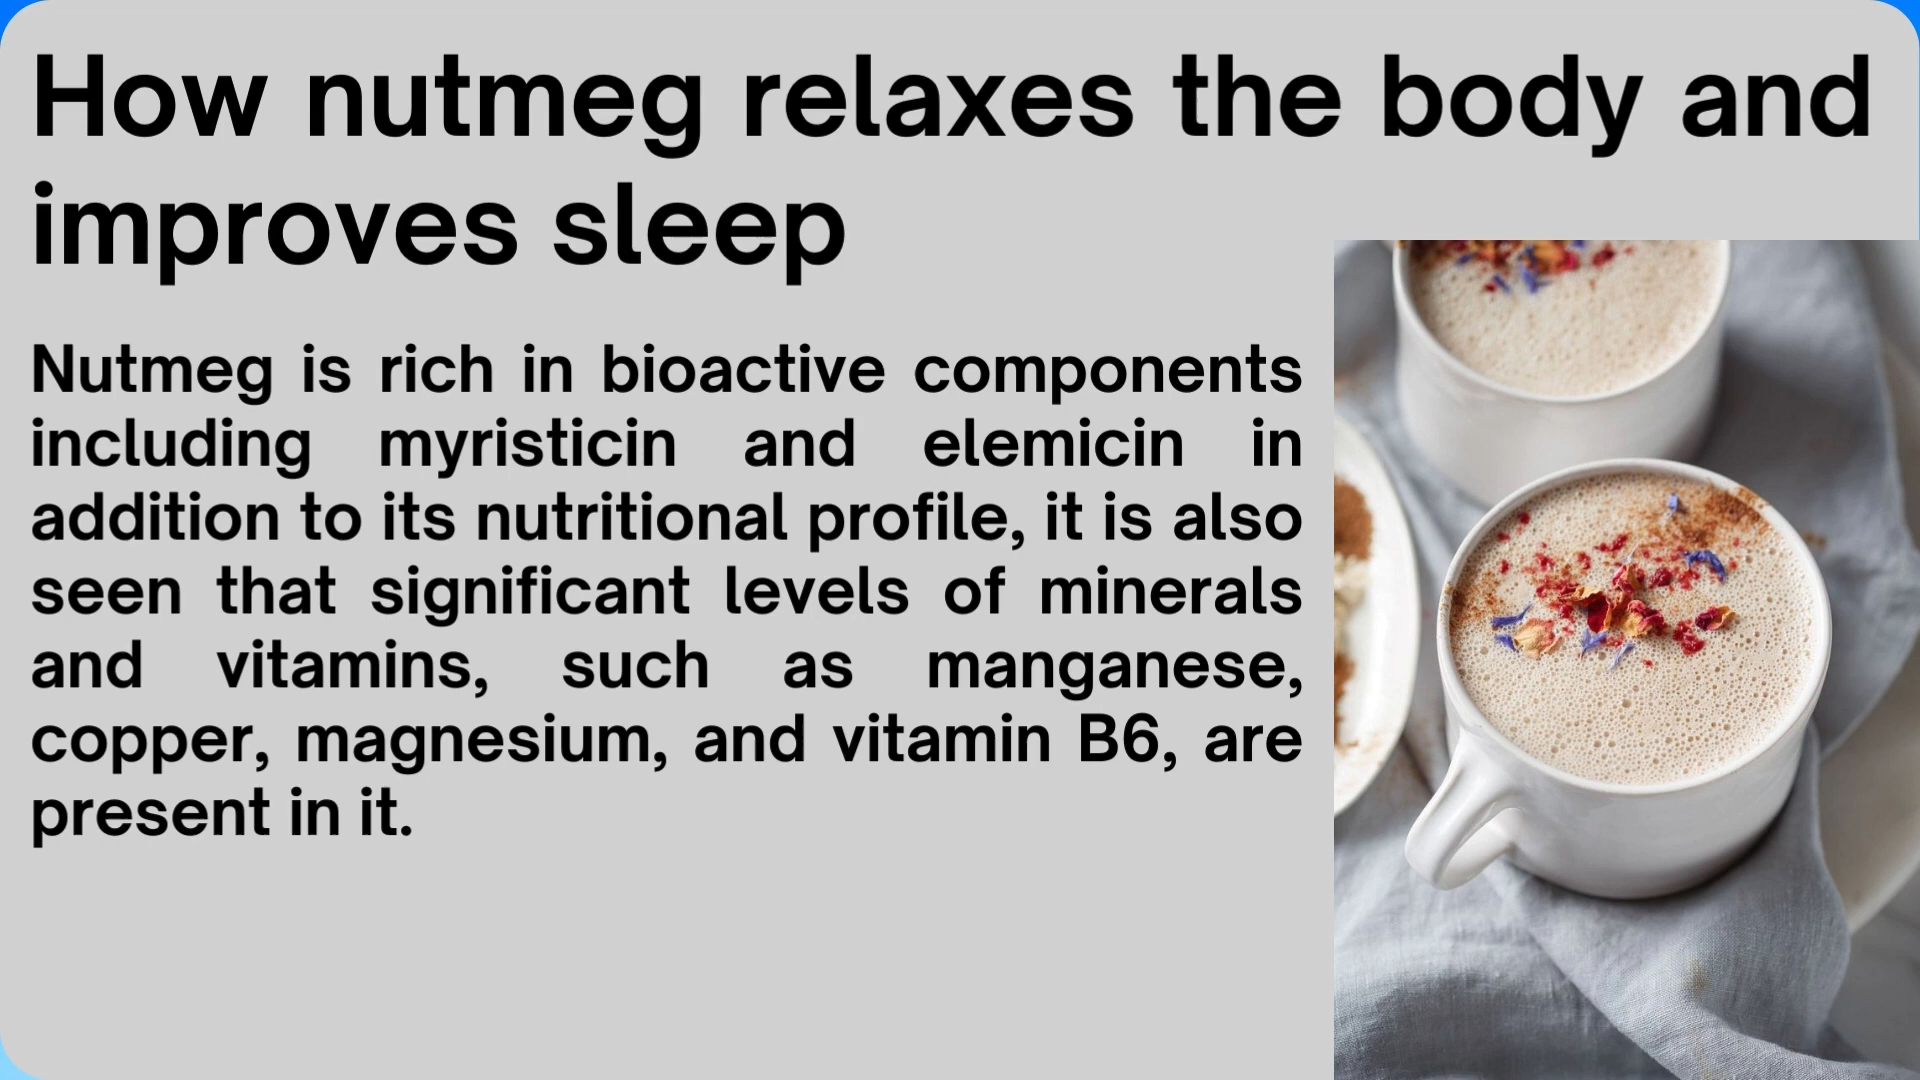 How nutmeg relaxes the body and
improves sleep
Nutmeg is rich in bioactive components
including myristicin and elemicin in
addition to its nutritional profile, it is also
seen that significant levels of minerals
and vitamins, such as manganese,
copper, magnesium, and vitamin B6, are
present in it.